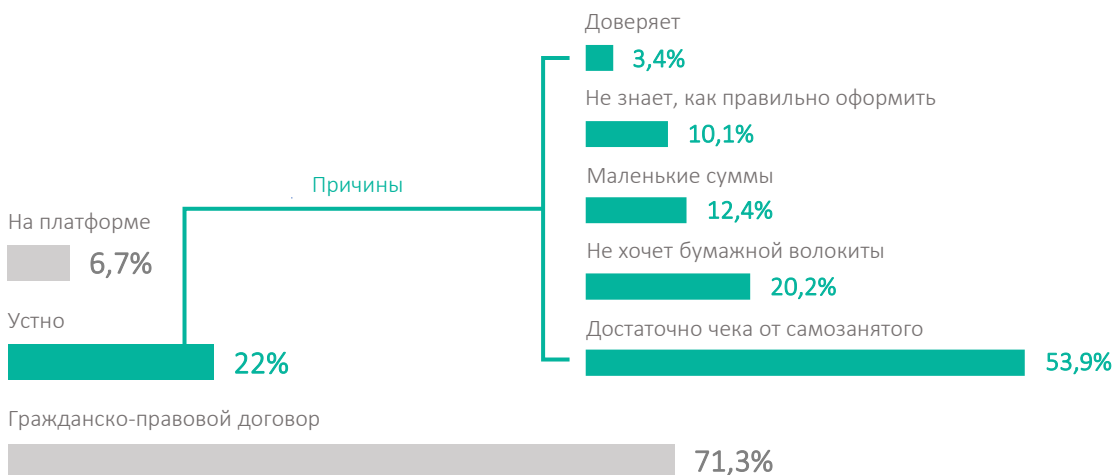 Доверяет
3,4%
Не знает, как правильно оформить
10,1%
Причины
Маленькие суммы
12,4%
На платформе
6,7%
Не хочет бумажной волокиты
20,2%
Устно
22%
Достаточно чека от самозанятого
53,9%
Гражданско-правовой договор
71,3%